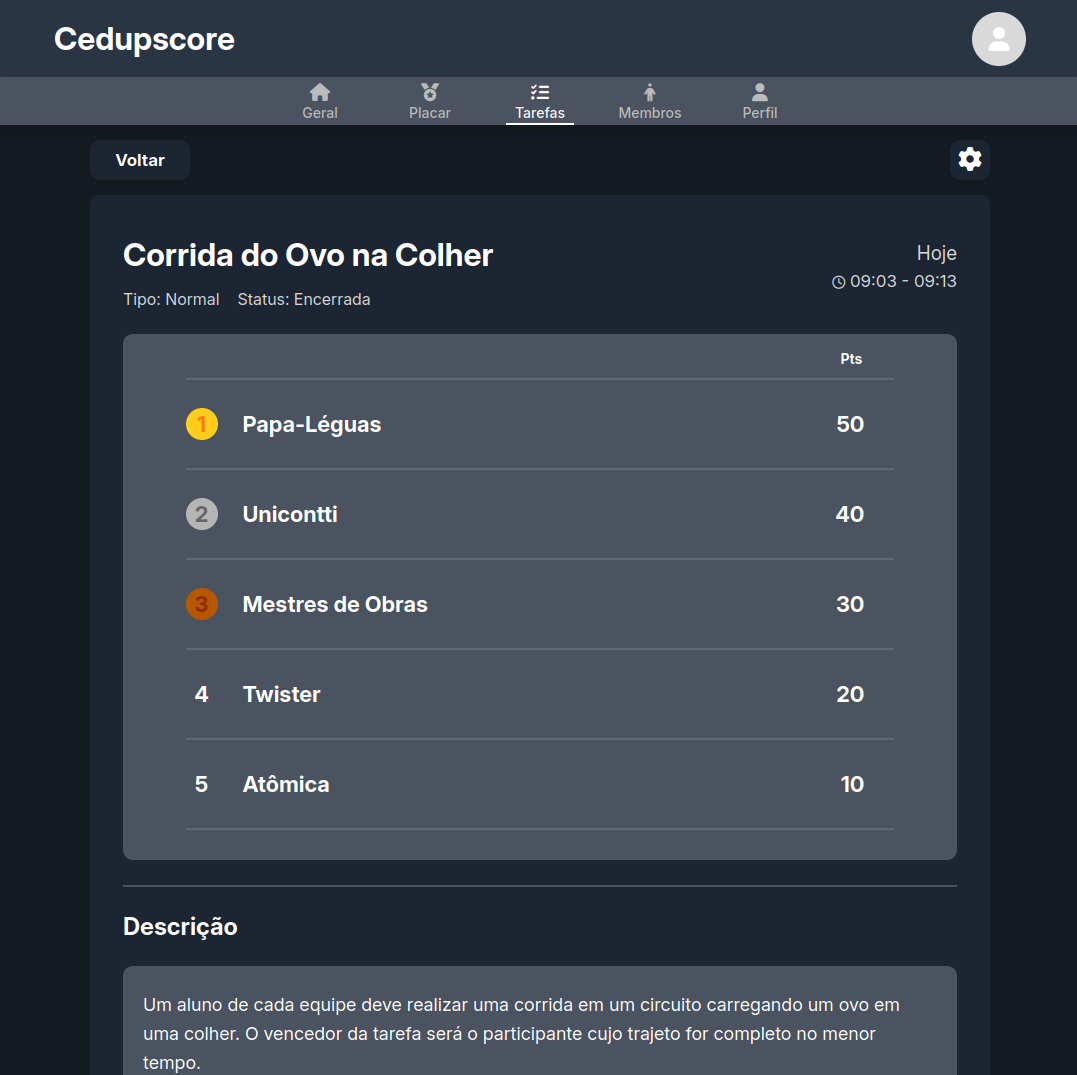 Cedupscore
Geral Placar Tarefas Membros Perfil
Voltar
Corrida do Ovo na Colher
Hoje
Tipo: Normal Status: Encerrada
09:03 - 09:13
Pts
1 Papa-Léguas 50
2 Unicontti 40
3 Mestres de Obras 30
4 Twister 20
5 Atômica 10
Descrição
Um aluno de cada equipe deve realizar uma corrida em um circuito carregando um ovo em
uma colher. O vencedor da tarefa será o participante cujo trajeto for completo no menor
tempo.